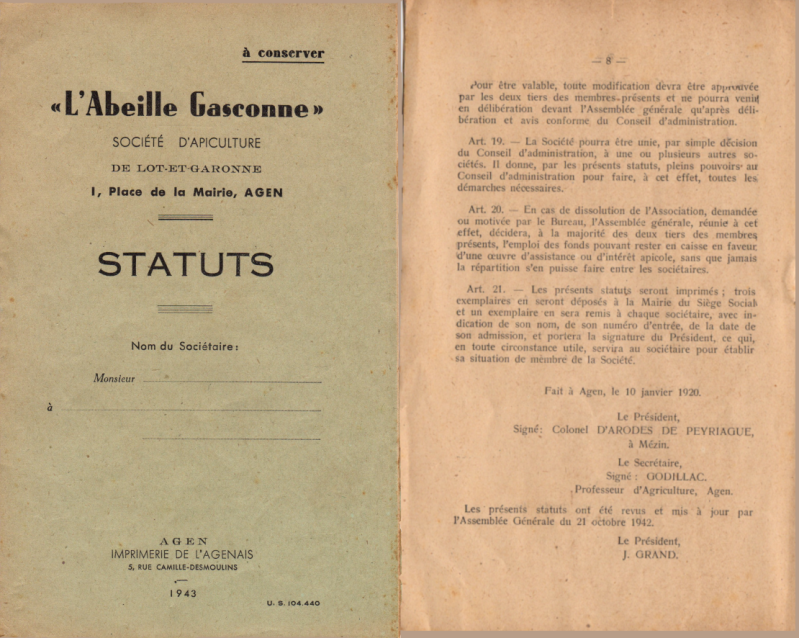 à conserver
«L'Abeille Gasconne»
SOCIÉTÉ D'APICULTURE
DE LOT-ET-GARONNE
1, Place de la Mairie, AGEN
STATUTS
Nom du Sociétaire :
Monsieur
à
AGEN
IMPRIMERIE DE L'AGENAIS
5, RUE CAMILLE-DESMOULINS
1943
U. S. 104.440
— 8 —
Pour être valable, toute modification devra être approuvée
par les deux tiers des membres présents et ne pourra venir
en délibération devant l'Assemblée générale qu'après déli-
bération et avis conforme du Conseil d'administration.
Art. 19. — La Société pourra être unie, par simple décision
du Conseil d'administration, à une ou plusieurs autres so-
ciétés. Il donne, par les présents statuts, pleins pouvoirs au
Conseil d'administration pour faire, à cet effet, toutes les
démarches nécessaires.
Art. 20. — En cas de dissolution de l'Association, demandée
ou motivée par le Bureau, l'Assemblée générale, réunie à cet
effet, décidera, à la majorité des deux tiers des membres
présents, l'emploi des fonds pouvant rester en caisse en faveur
d'une œuvre d'assistance ou d'intérêt apicole, sans que jamais
la répartition s'en puisse faire entre les sociétaires.
Art. 21. — Les présents statuts seront imprimés ; trois
exemplaires en seront déposés à la Mairie du Siège Social
et un exemplaire en sera remis à chaque sociétaire, avec in-
dication de son nom, de son numéro d'entrée, de la date de
son admission, et portera la signature du Président, ce qui,
en toute circonstance utile, servira au sociétaire pour établir
sa situation de membre de la Société.
Fait à Agen, le 10 janvier 1920.
Le Président,
Signé: Colonel D'ARODES DE PEYRIAGUE,
à Mézin.
Le Secrétaire,
Signé : GODILLAC.
Professeur d'Agriculture, Agen.
Les présents statuts ont été revus et mis à jour par
l'Assemblée Générale du 21 octobre 1942.
Le Président,
J. GRAND.